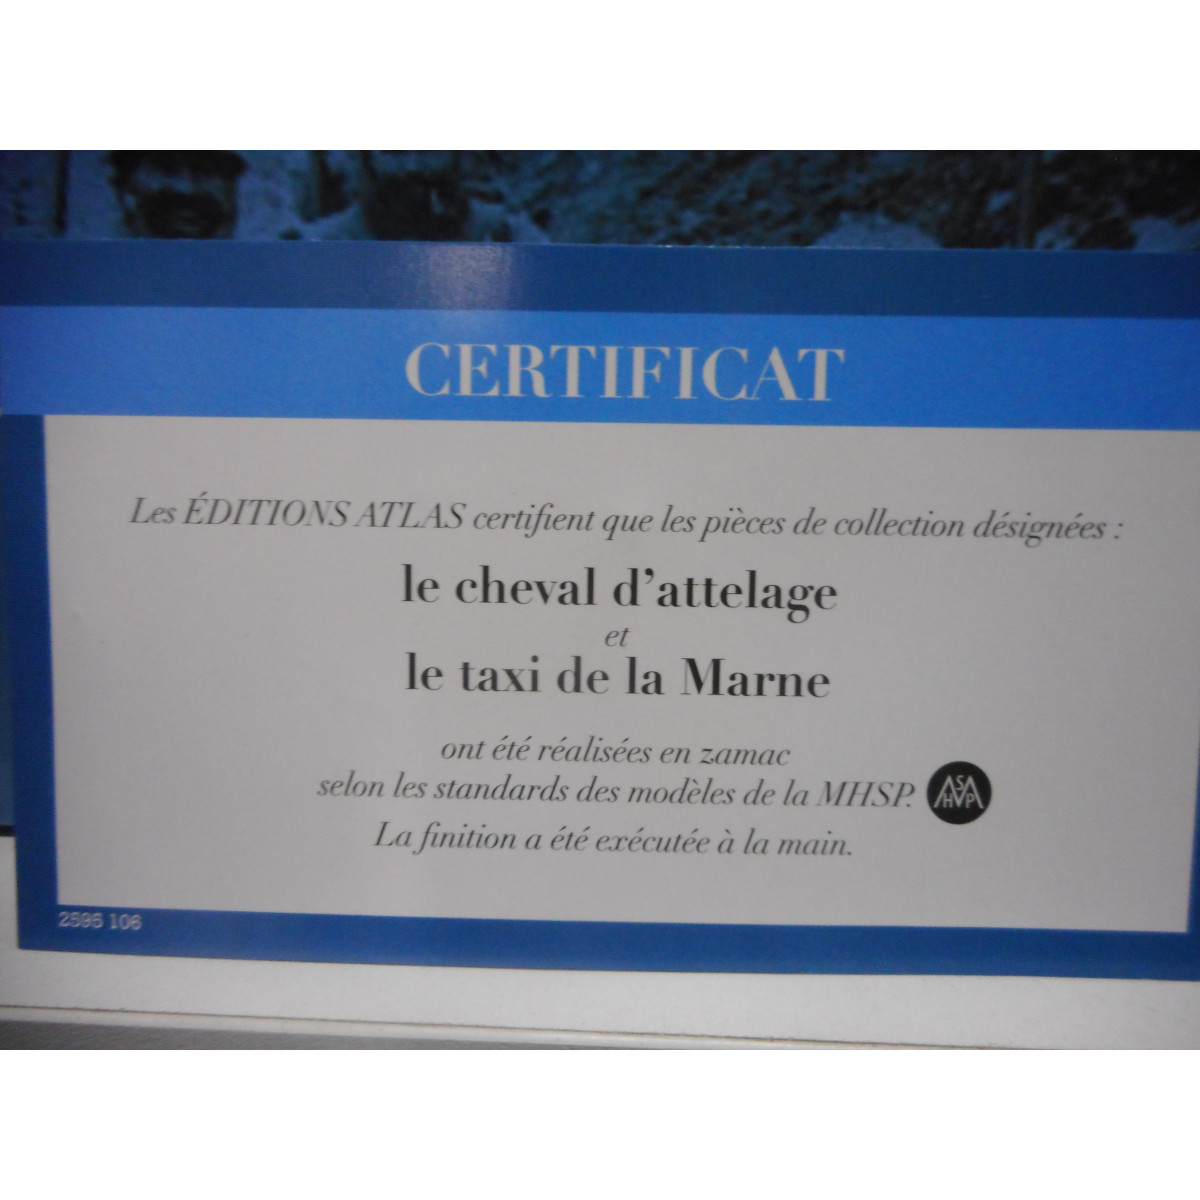 CERTIFICAT
Les ÉDITIONS ATLAS certifient que les pièces de collection désignées :
le cheval d'attelage
et
le taxi de la Marne
ont été réalisées en zamac
selon les standards des modèles de la MHSP.
MHSP
La finition a été exécutée à la main.
2595 106